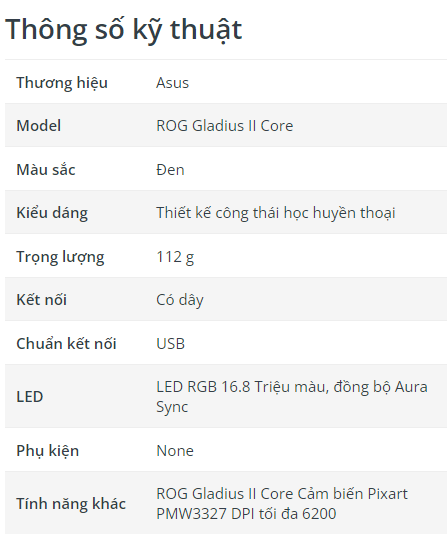 Thông số kỹ thuật
Thương hiệu Asus
Model ROG Gladius II Core
Màu sắc Đen
Kiểu dáng Thiết kế công thái học huyền thoại
Trọng lượng 112 g
Kết nối Có dây
Chuẩn kết nối USB
LED LED RGB 16.8 Triệu màu, đồng bộ Aura
Sync
Phụ kiện None
Tính năng khác ROG Gladius II Core Cảm biến Pixart
PMW3327 DPI tối đa 6200